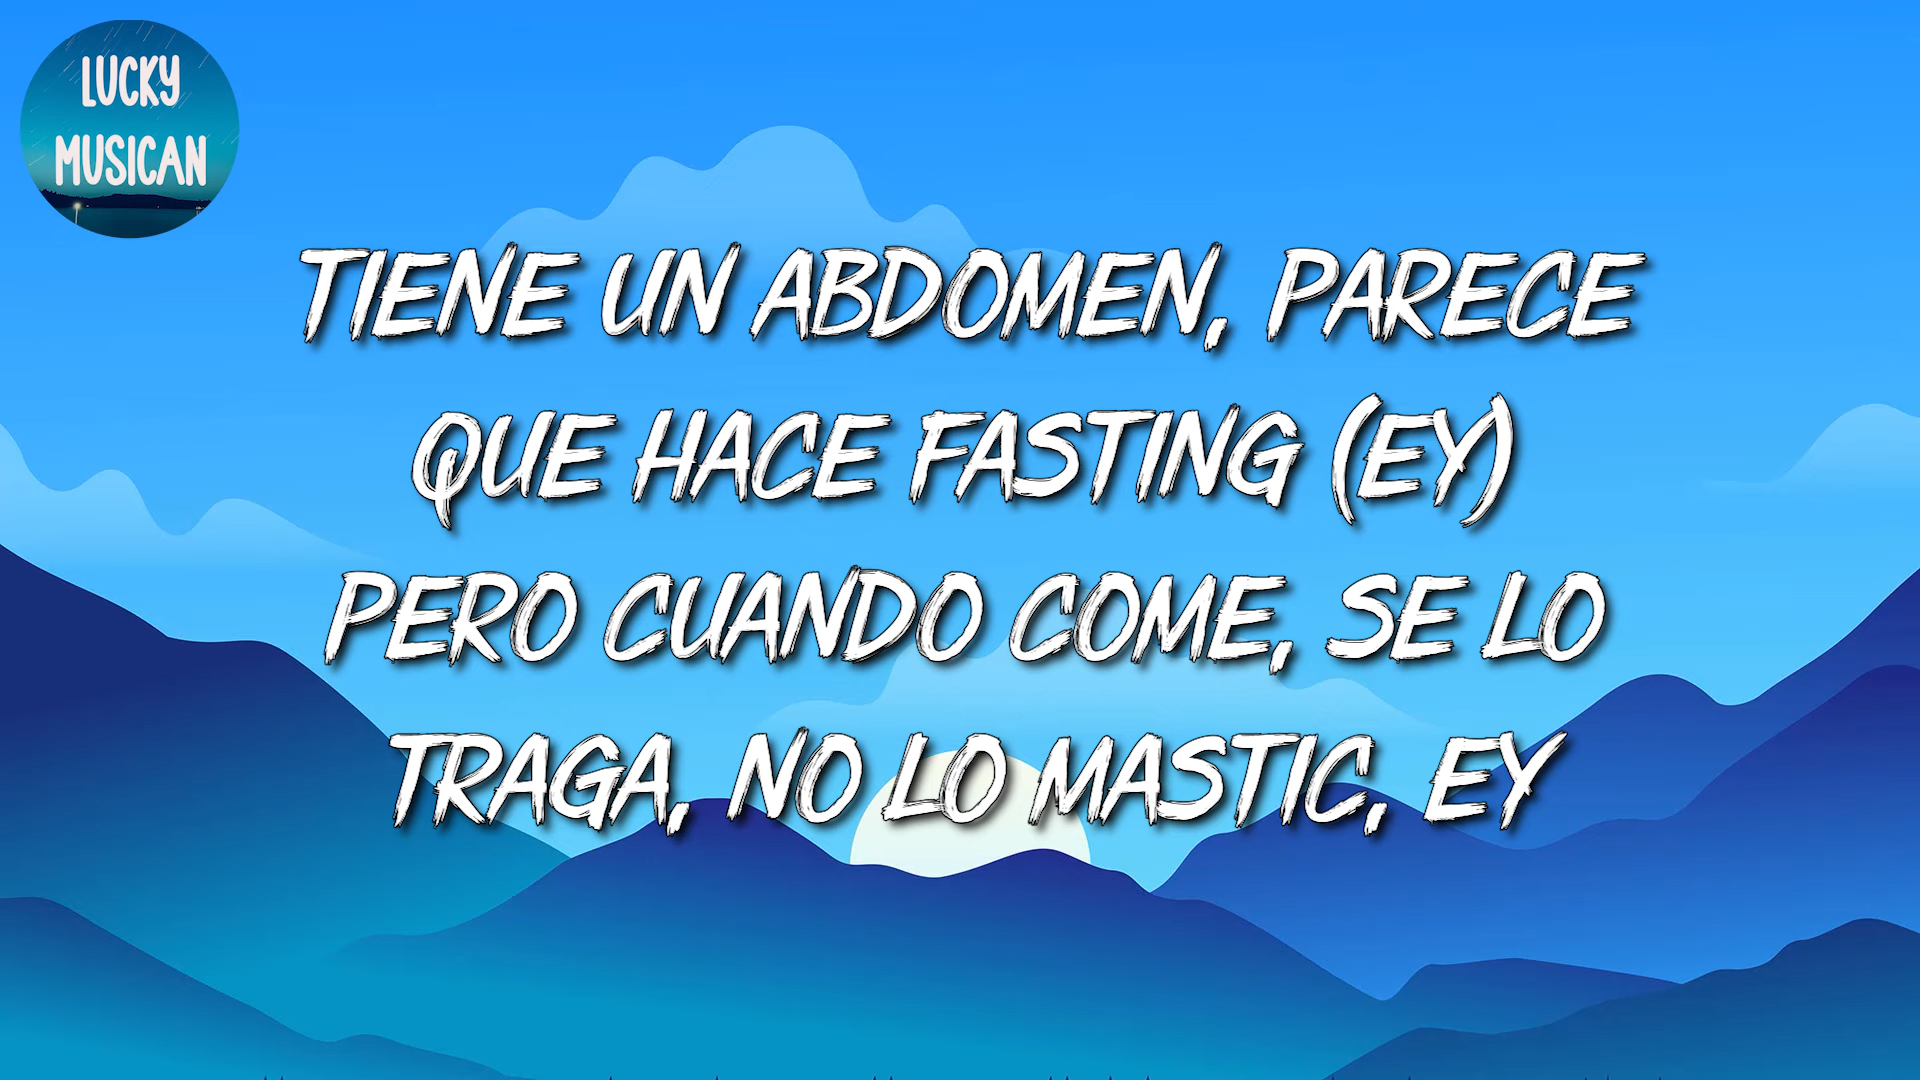 LUCKY
MUSICAN
TIENE UN ABDOMEN, PARECE
QUE HACE FASTING (EY)
PERO CUANDO COME, SE LO
TRAGA, NO LO MASTIC, EY